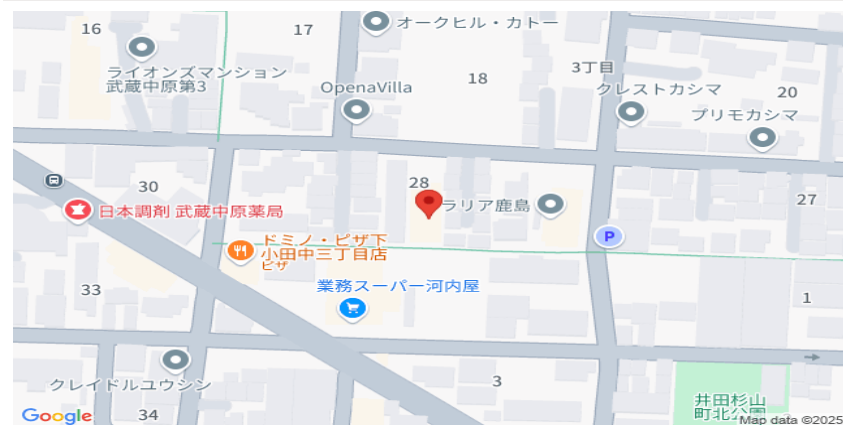 16
17
オークヒル・カトー
ライオンズマンション
武蔵中原第3
OpenaVilla
18
3丁目
クレストカシマ
20
プリモカシマ
30
28
日本調剤 武蔵中原薬局
ラリア鹿島
27
P
ドミノ・ピザ下
小田中三丁目店
ピザ
業務スーパー河内屋
33
1
クレイドルユウシン
3
34
井田杉山
町北公園
Google
Map data ©2025